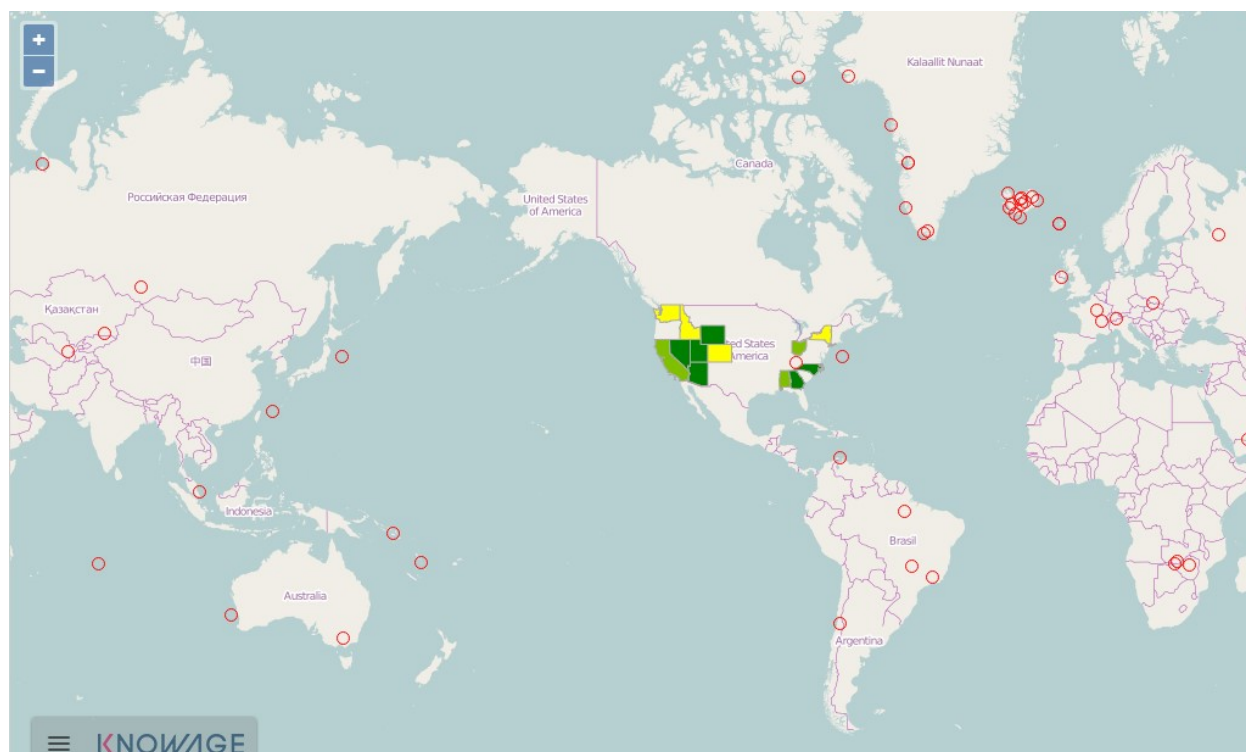 +
−
Kalaallit Nunaat
Canada
Российская Федерация
United States
of America
Қазақстан
中国
ted States
America
Indonesia
Brasil
Australia
Argentina
KNOWAGE